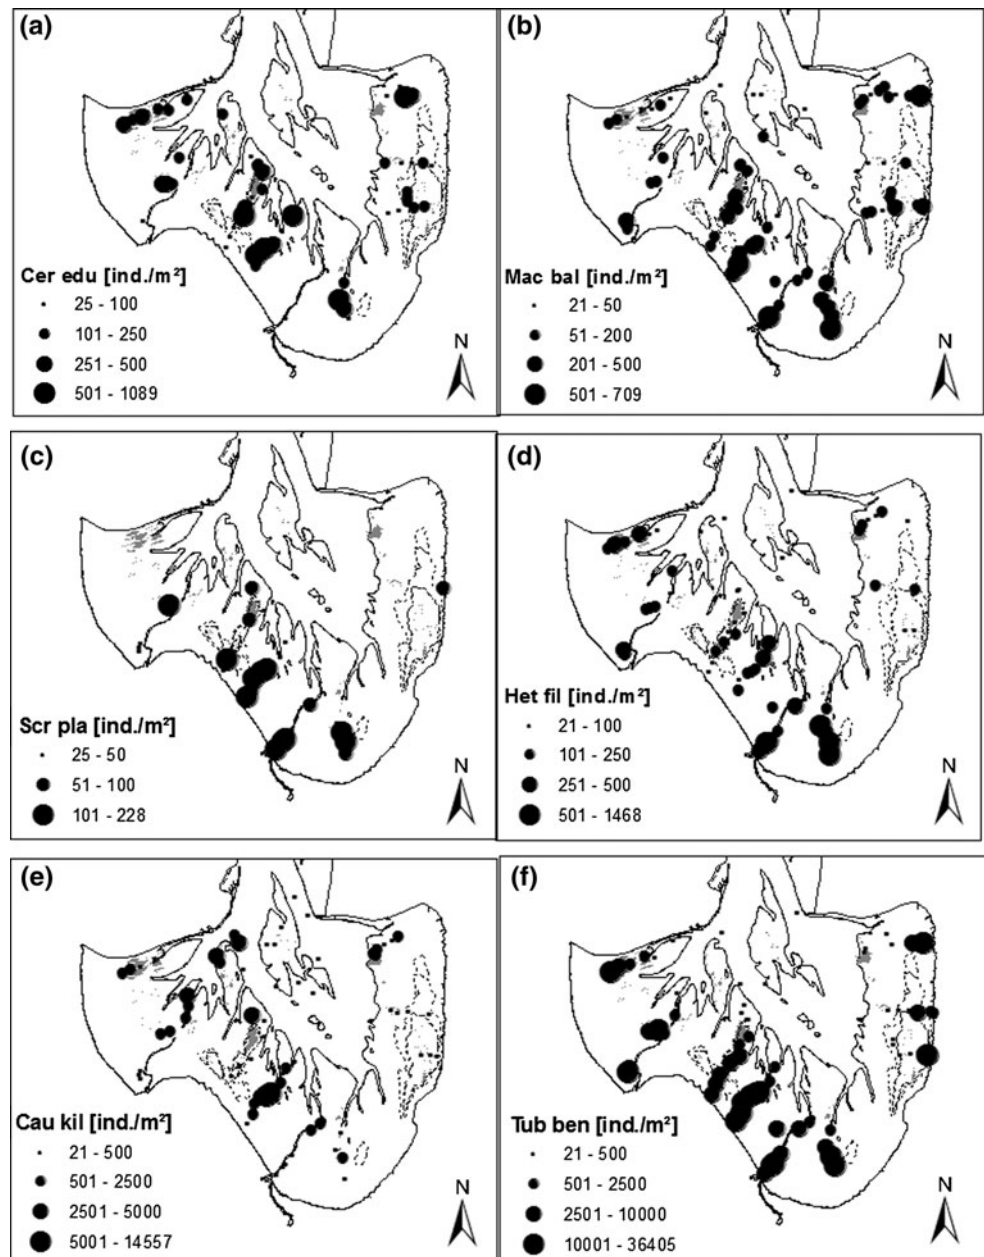 (a)
Cer edu [ind./m²]
25 - 100
101 - 250
251 - 500
501 - 1089
N
(b)
Mac bal [ind./m²]
21 - 50
51 - 200
201 - 500
501 - 709
N
(c)
Scr pla [ind./m²]
25 - 50
51 - 100
101 - 228
N
(d)
Het fil [ind./m²]
21 - 100
101 - 250
251 - 500
501 - 1468
N
(e)
Cau kil [ind./m²]
21 - 500
501 - 2500
2501 - 5000
5001 - 14557
N
(f)
Tub ben [ind./m²]
21 - 500
501 - 2500
2501 - 10000
10001 - 36405
N